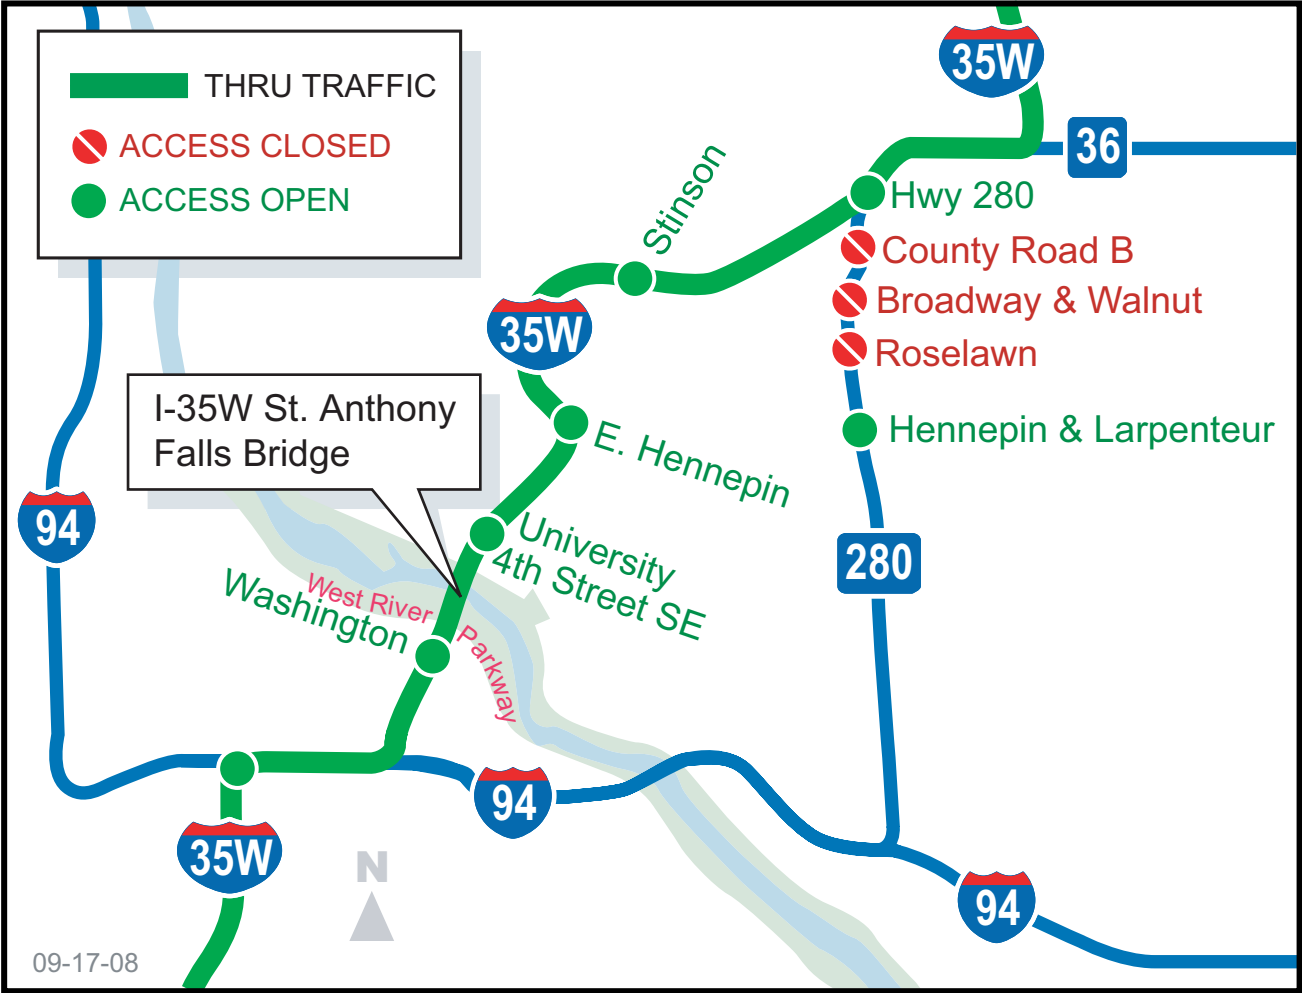 THRU TRAFFIC
ACCESS CLOSED
ACCESS OPEN
35W
36
Stinson
Hwy 280
County Road B
Broadway & Walnut
Roselawn
35W
I-35W St. Anthony
Falls Bridge
E. Hennepin
Hennepin & Larpenteur
94
University
4th Street SE
280
West River
Parkway
Washington
94
35W
N
94
09-17-08